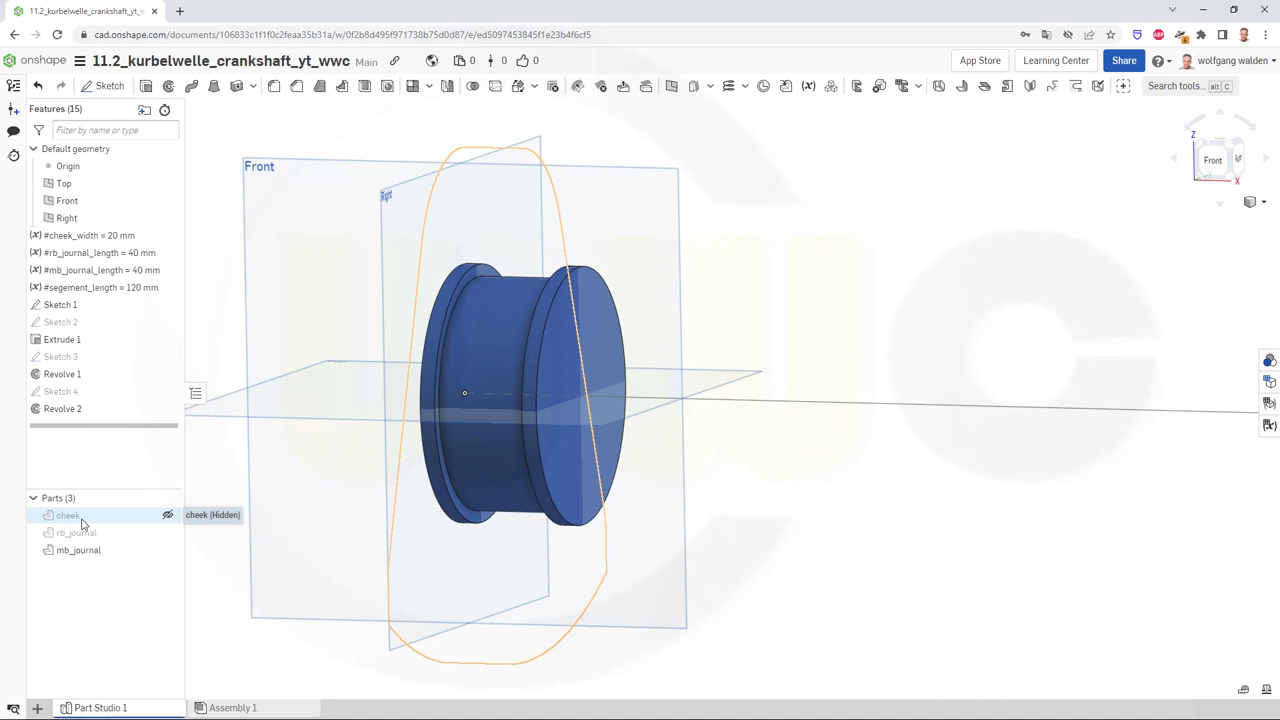 11.2_kurbelwelle_crankshaft_yt_ww
cad.onshape.com/documents/106833c1f1f0c2feaa35b31a/w/0f2b8d495f971738b75d0d87/e/ed5097453845f1e23b4f6cf5
onshape 11.2_kurbelwelle_crankshaft_yt_wwc Main 0 0 0 App Store Learning Center Share wolfgang walden
Sketch Search tools... alt C
Features (15)
Filter by name or type
Default geometry
Origin
Top
Front
Right
(x) #cheek_width = 20 mm
(x) #rb_journal_length = 40 mm
(x) #mb_journal_length = 40 mm
(x) #segement_length = 120 mm
Sketch 1
Sketch 2
Extrude 1
Sketch 3
Revolve 1
Sketch 4
Revolve 2
Parts (3)
cheek
cheek (Hidden)
rb_journal
mb_journal
Front
Right
Z
Front
X
Part Studio 1 Assembly 1